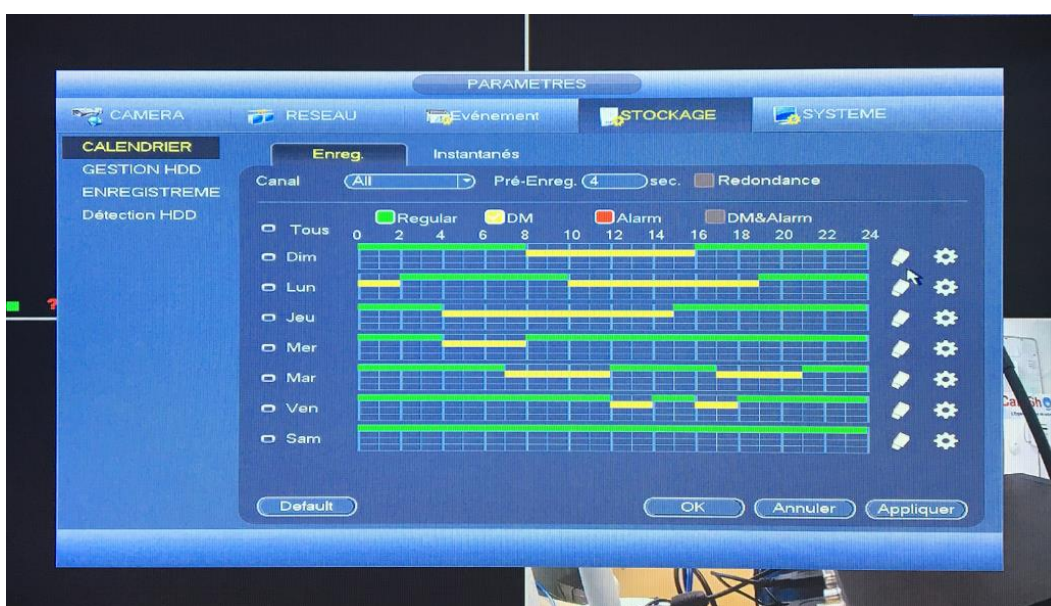 PARAMETRES
CAMERA RESEAU Evénement STOCKAGE SYSTEME
CALENDRIER
GESTION HDD
ENREGISTREME
Détection HDD
Enreg. Instantanés
Canal All Pré-Enreg. 4 sec. Redondance
Regular DM Alarm DM&Alarm
Tous 0 2 4 6 8 10 12 14 16 18 20 22 24
Dim
Lun
Jeu
Mer
Mar
Ven
Sam
Default OK Annuler Appliquer
?